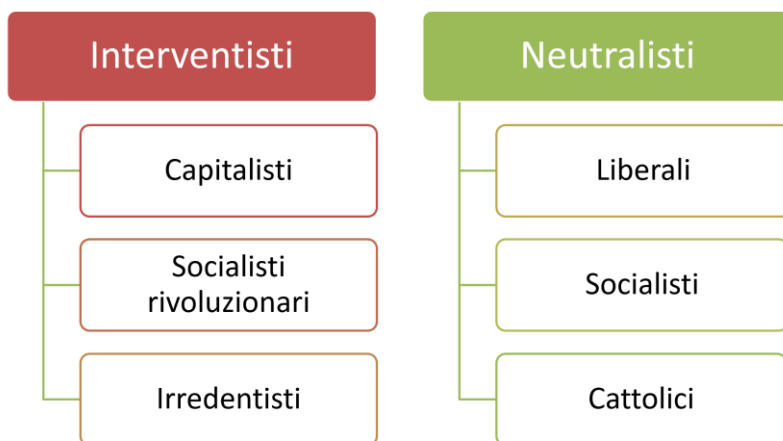 Interventisti
Capitalisti
Socialisti
rivoluzionari
Irredentisti
Neutralisti
Liberali
Socialisti
Cattolici